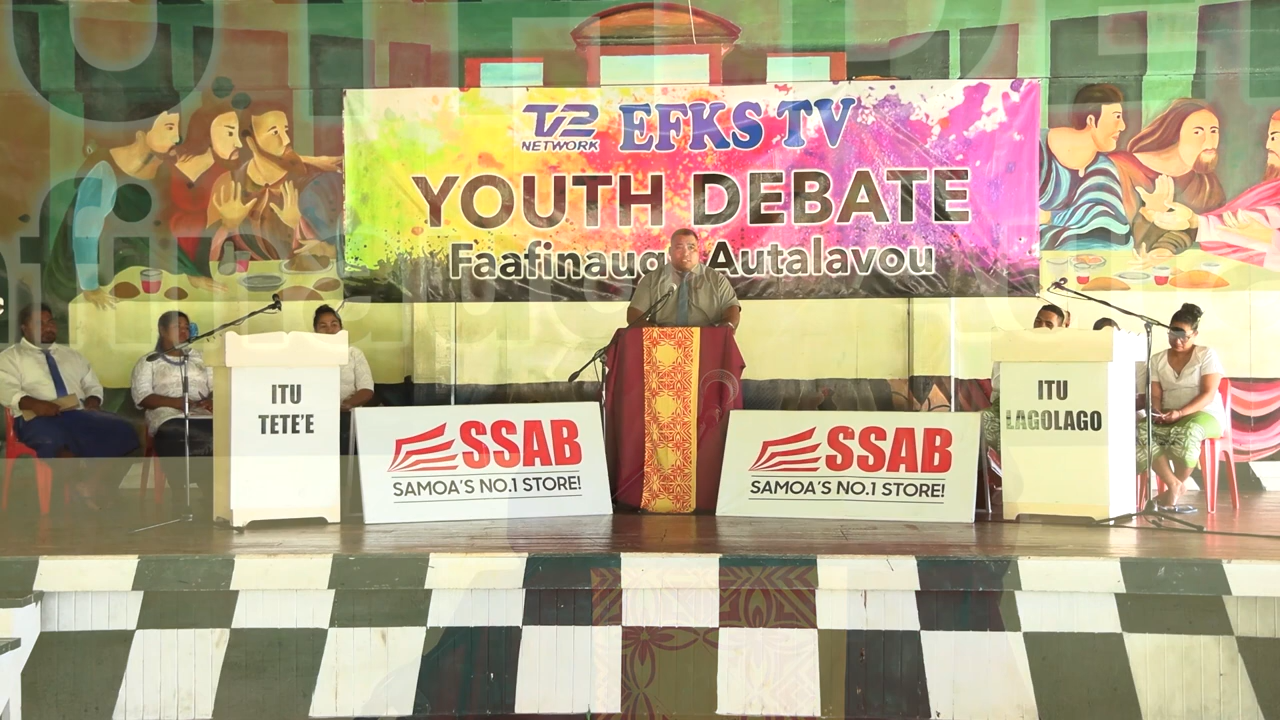 TV2 EFKS TV
NETWORK
YOUTH DEBATE
Faafinaug Autalavou
ITU
TETE'E
ITU
LAGOLAGO
SSAB
SAMOA'S NO.1 STORE!
SSAB
SAMOA'S NO.1 STORE!